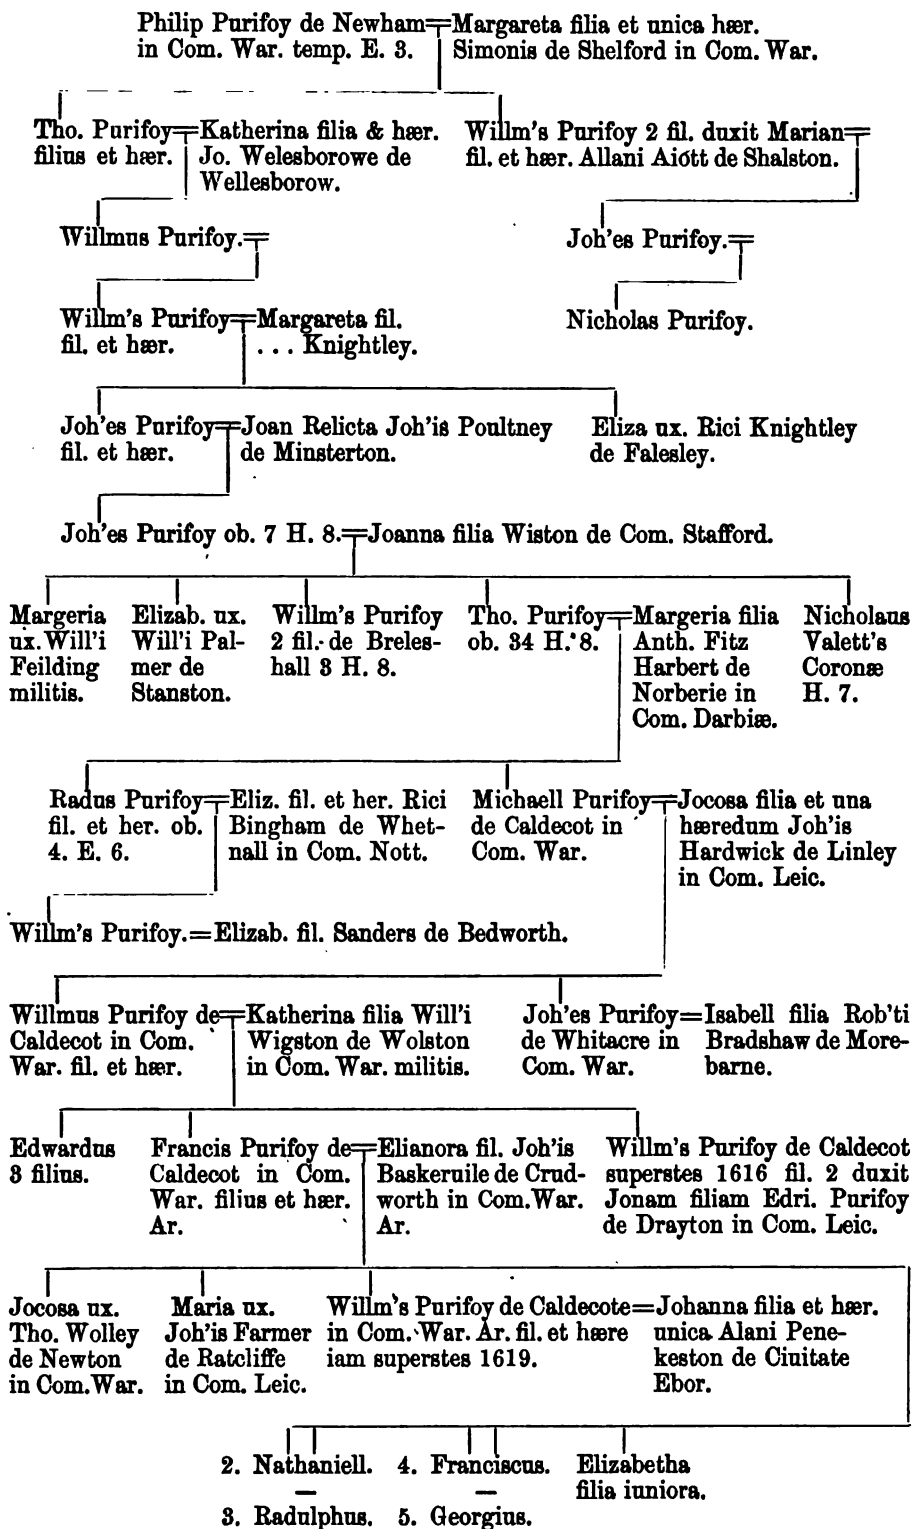 Philip Purifoy de Newham═Margareta filia et unica hær.
in Com. War. temp. E. 3. Simonis de Shelford in Com. War.
Tho. Purifoy═Katherina filia & hær.
filius et hær. Jo. Welesborowe de
Wellesborow.
Willm's Purifoy 2 fil. duxit Marian═
fil. et hær. Allani Aiótt de Shalston.
Willmus Purifoy.═
Joh'es Purifoy.═
Willm's Purifoy═Margareta fil.
fil. et hær. ... Knightley.
Nicholas Purifoy.
Joh'es Purifoy═Joan Relicta Joh'is Poultney
fil. et hær. de Minsterton.
Eliza ux. Rici Knightley
de Falesley.
Joh'es Purifoy ob. 7 H. 8.═Joanna filia Wiston de Com. Stafford.
Margeria
ux. Will'i
Feilding
militis.
Elizab. ux.
Will'i Pal-
mer de
Stanston.
Willm's Purifoy
2 fil. de Breles-
hall 3 H. 8.
Tho. Purifoy═
ob. 34 H. 8.
Margeria filia
Anth. Fitz
Harbert de
Norberie in
Com. Darbiæ.
Nicholaus
Valett's
Coronæ
H. 7.
Radus Purifoy═Eliz. fil. et her. Rici
fil. et her. ob. Bingham de Whet-
4. E. 6. nall in Com. Nott.
Michaell Purifoy═Jocosa filia et una
de Caldecot in hæredum Joh'is
Com. War. Hardwick de Linley
in Com. Leic.
Willm's Purifoy.═Elizab. fil. Sanders de Bedworth.
Willmus Purifoy de═Katherina filia Will'i
Caldecot in Com. Wigston de Wolston
War. fil. et hær. in Com. War. militis.
Joh'es Purifoy═Isabell filia Rob'ti
de Whitacre in Bradshaw de More-
Com. War. barne.
Edwardus
3 filius.
Francis Purifoy de═Elianora fil. Joh'is
Caldecot in Com. Baskeruile de Crud-
War. filius et hær. worth in Com. War.
Ar. Ar.
Willm's Purifoy de Caldecot
superstes 1616 fil. 2 duxit
Jonam filiam Edri. Purifoy
de Drayton in Com. Leic.
Jocosa ux.
Tho. Wolley
de Newton
in Com. War.
Maria ux.
Joh'is Farmer
de Ratcliffe
in Com. Leic.
Willm's Purifoy de Caldecote═Johanna filia et hær.
in Com. War. Ar. fil. et hære unica Alani Pene-
iam superstes 1619. keston de Ciuitate
Ebor.
2. Nathaniell. 4. Franciscus. Elizabetha
filia iuniora.
3. Radulphus. 5. Georgius.